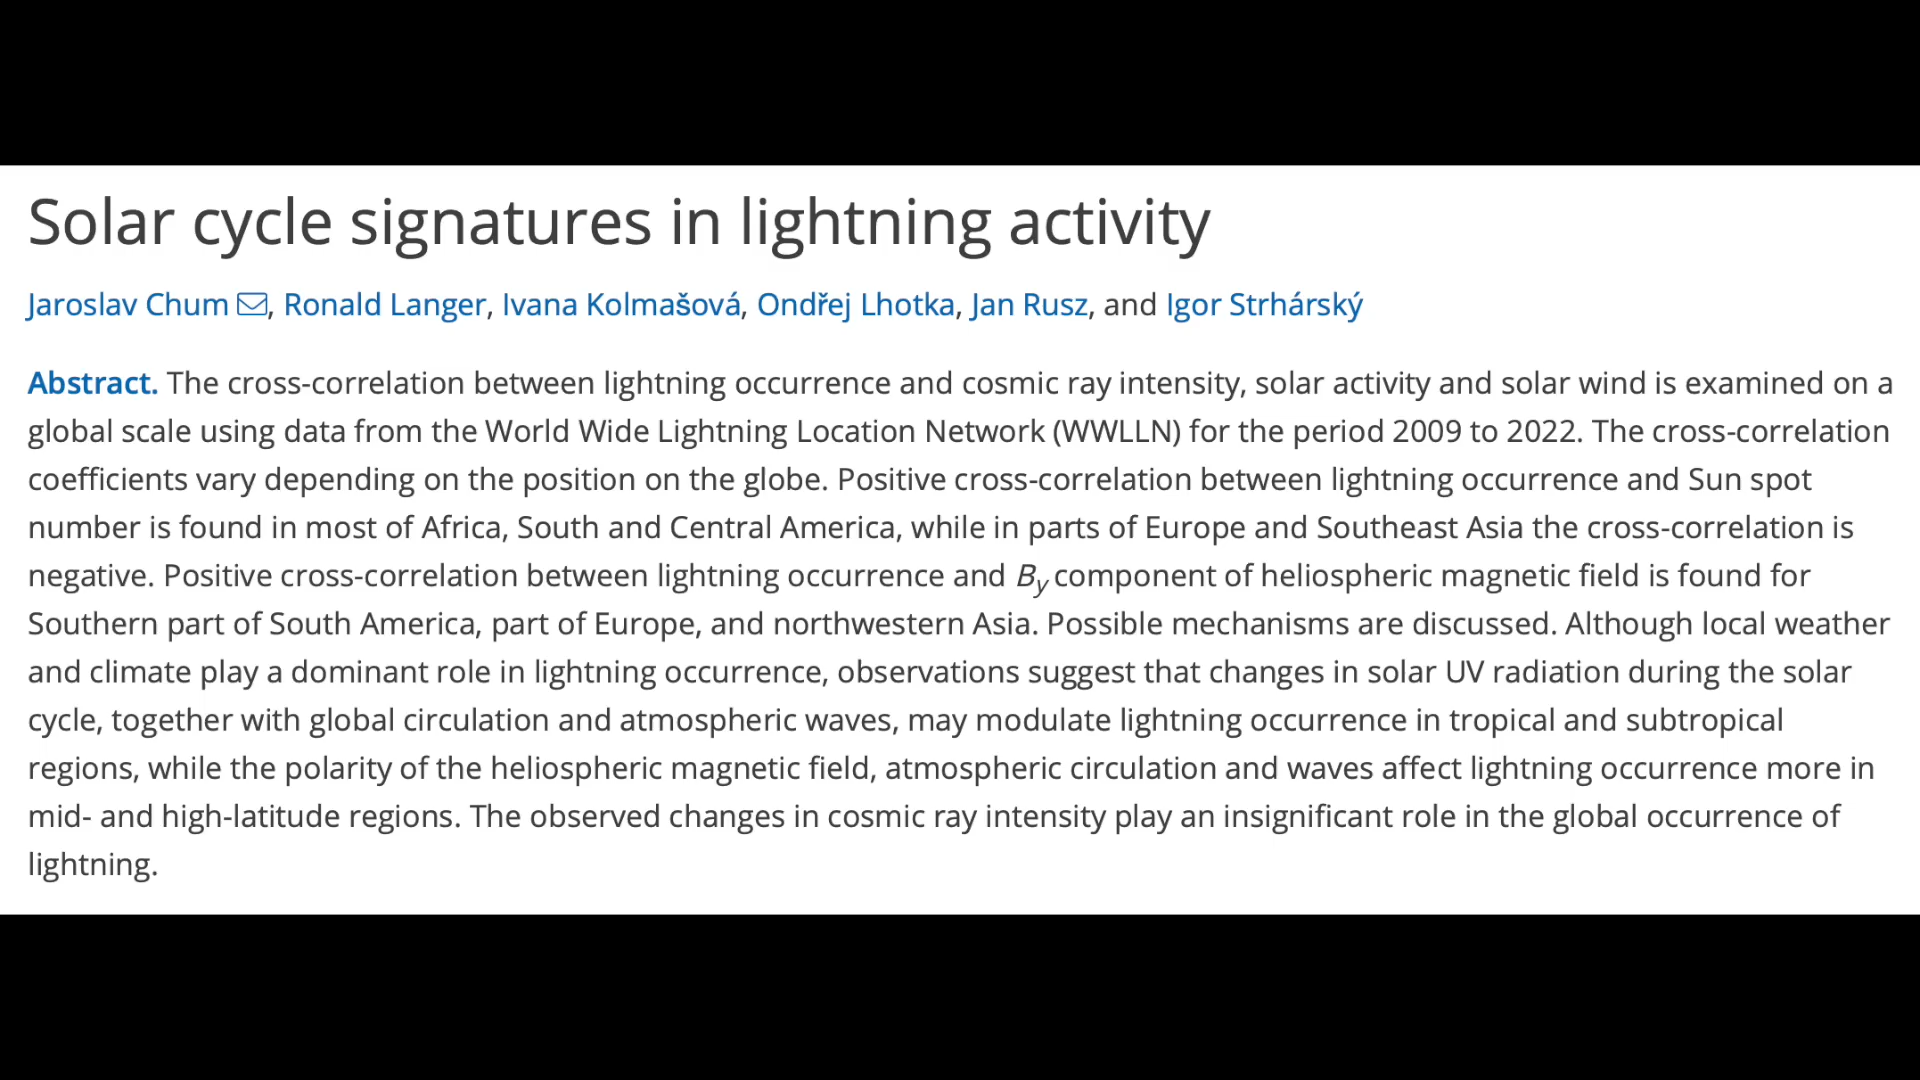 Solar cycle signatures in lightning activity
Jaroslav Chum, Ronald Langer, Ivana Kolmašová, Ondřej Lhotka, Jan Rusz, and Igor Strhárský
Abstract. The cross-correlation between lightning occurrence and cosmic ray intensity, solar activity and solar wind is examined on a
global scale using data from the World Wide Lightning Location Network (WWLLN) for the period 2009 to 2022. The cross-correlation
coefficients vary depending on the position on the globe. Positive cross-correlation between lightning occurrence and Sun spot
number is found in most of Africa, South and Central America, while in parts of Europe and Southeast Asia the cross-correlation is
negative. Positive cross-correlation between lightning occurrence and By component of heliospheric magnetic field is found for
Southern part of South America, part of Europe, and northwestern Asia. Possible mechanisms are discussed. Although local weather
and climate play a dominant role in lightning occurrence, observations suggest that changes in solar UV radiation during the solar
cycle, together with global circulation and atmospheric waves, may modulate lightning occurrence in tropical and subtropical
regions, while the polarity of the heliospheric magnetic field, atmospheric circulation and waves affect lightning occurrence more in
mid- and high-latitude regions. The observed changes in cosmic ray intensity play an insignificant role in the global occurrence of
lightning.